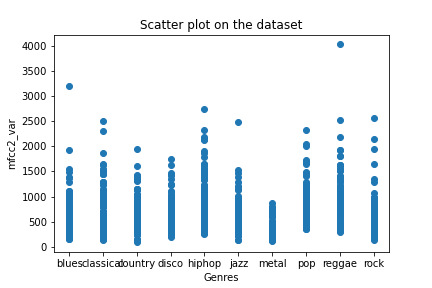 Scatter plot on the dataset
4000
3500
3000
2500
2000
1500
1000
500
0
mfcc2_var
blues classical country disco hiphop jazz metal pop reggae rock
Genres